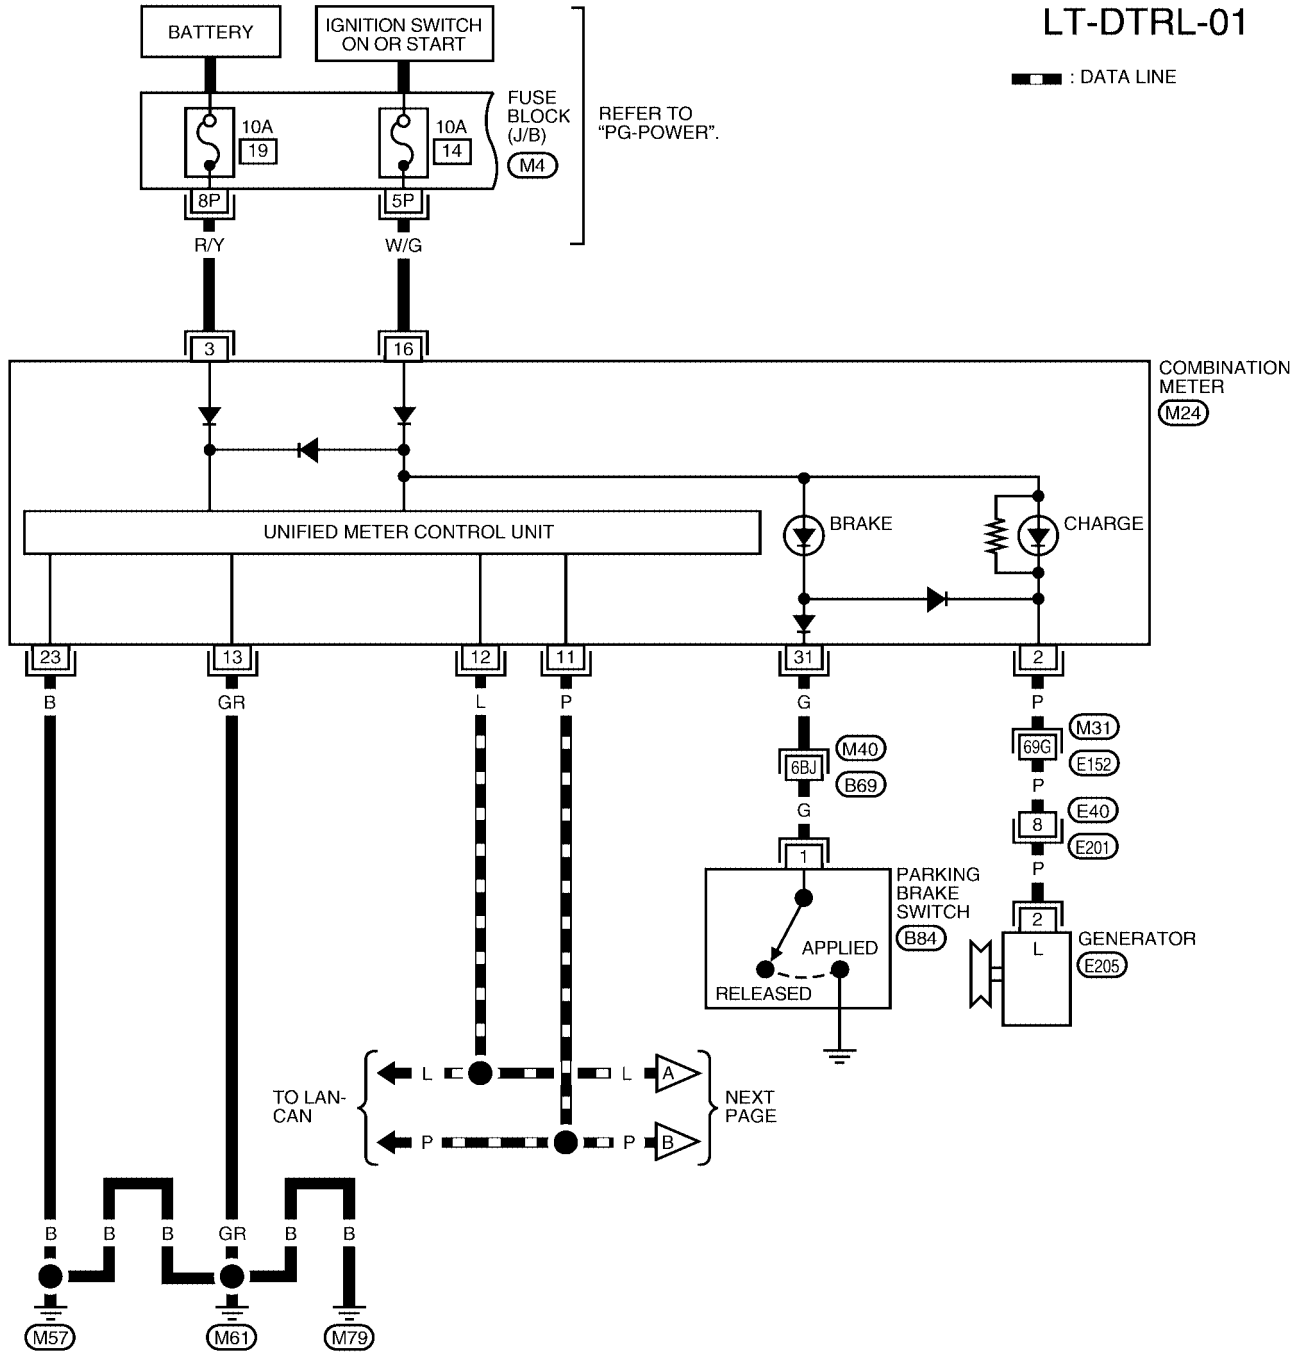 LT-DTRL-01
: DATA LINE
BATTERY
IGNITION SWITCH
ON OR START
FUSE
BLOCK
(J/B)
M4
REFER TO
“PG-POWER”.
10A
19
10A
14
8P
5P
R/Y
W/G
3
16
COMBINATION
METER
M24
UNIFIED METER CONTROL UNIT
BRAKE
CHARGE
23
13
12
11
31
2
B
GR
L
P
G
P
M40
6BJ
B69
M31
69G
E152
G
P
E40
8
E201
1
P
PARKING
BRAKE
SWITCH
B84
2
L
GENERATOR
E205
APPLIED
RELEASED
TO LAN-
CAN
L
L
A
P
P
B
NEXT
PAGE
B
B
B
GR
B
B
M57
M61
M79